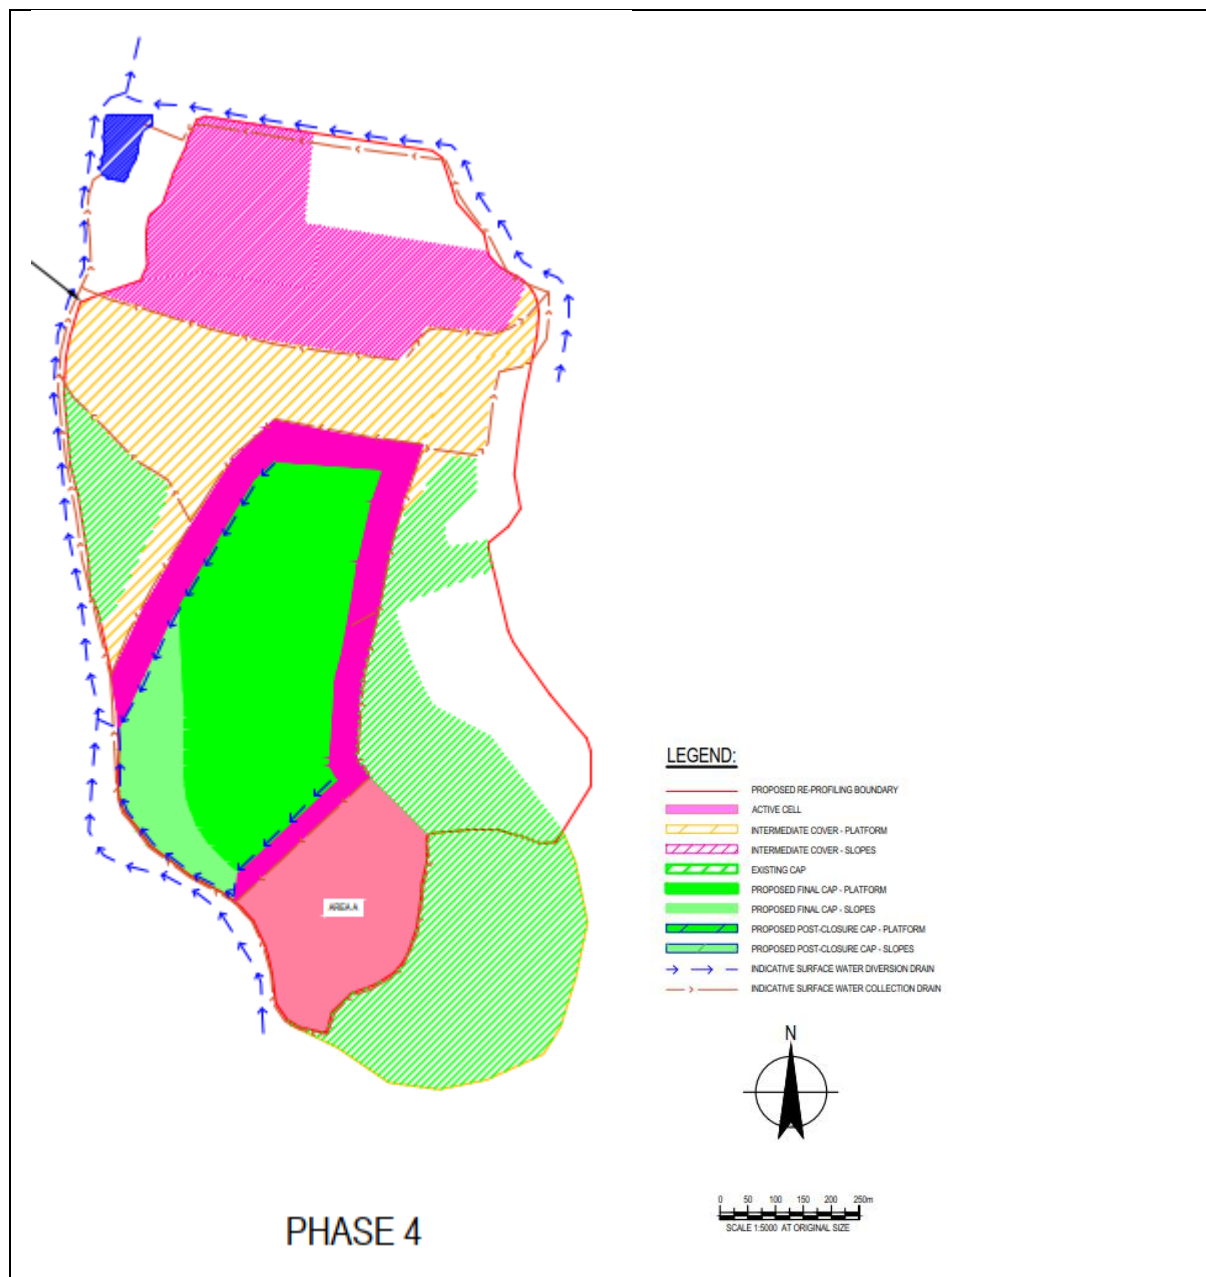 AREA A
LEGEND:
PROPOSED RE-PROFILING BOUNDARY
ACTIVE CELL
INTERMEDIATE COVER - PLATFORM
INTERMEDIATE COVER - SLOPES
EXISTING CAP
PROPOSED FINAL CAP - PLATFORM
PROPOSED FINAL CAP - SLOPES
PROPOSED POST-CLOSURE CAP - PLATFORM
PROPOSED POST-CLOSURE CAP - SLOPES
INDICATIVE SURFACE WATER DIVERSION DRAIN
INDICATIVE SURFACE WATER COLLECTION DRAIN
N
0 50 100 150 200 250m
SCALE 1:5000 AT ORIGINAL SIZE
PHASE 4